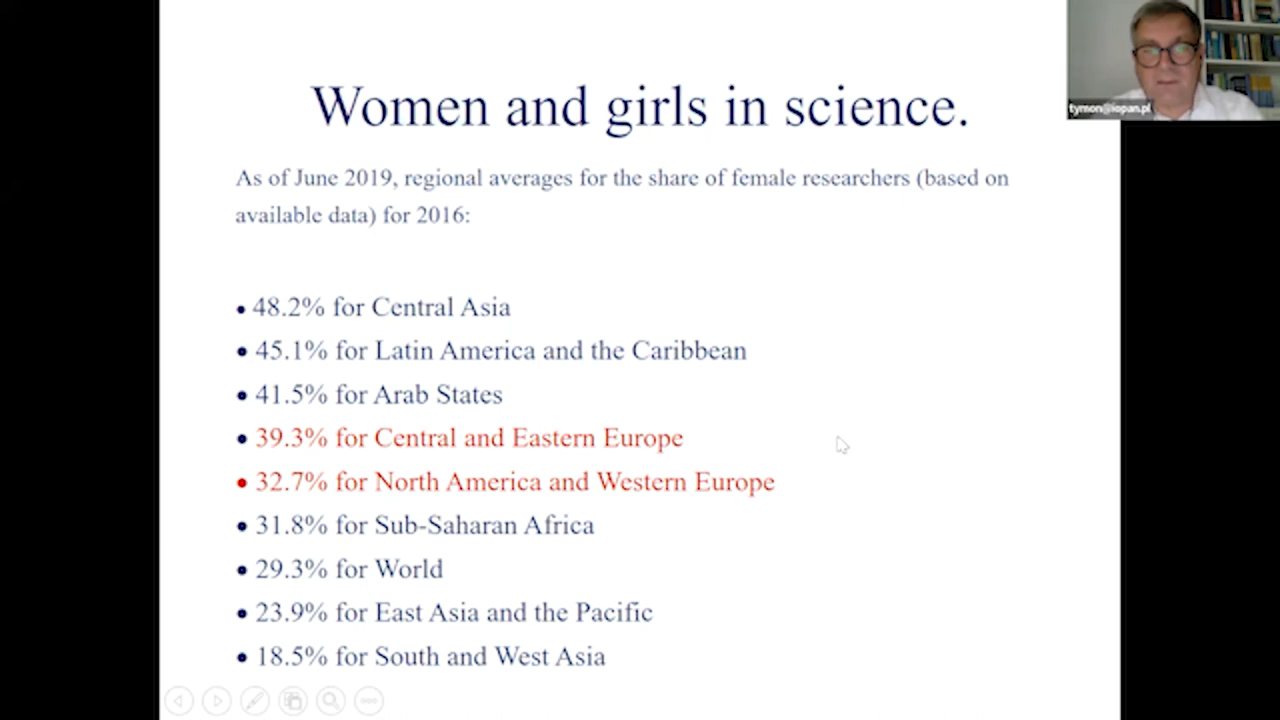 Women and girls in science.
tymon@iopan.pl
As of June 2019, regional averages for the share of female researchers (based on
available data) for 2016:
• 48.2% for Central Asia
• 45.1% for Latin America and the Caribbean
• 41.5% for Arab States
• 39.3% for Central and Eastern Europe
• 32.7% for North America and Western Europe
• 31.8% for Sub-Saharan Africa
• 29.3% for World
• 23.9% for East Asia and the Pacific
• 18.5% for South and West Asia